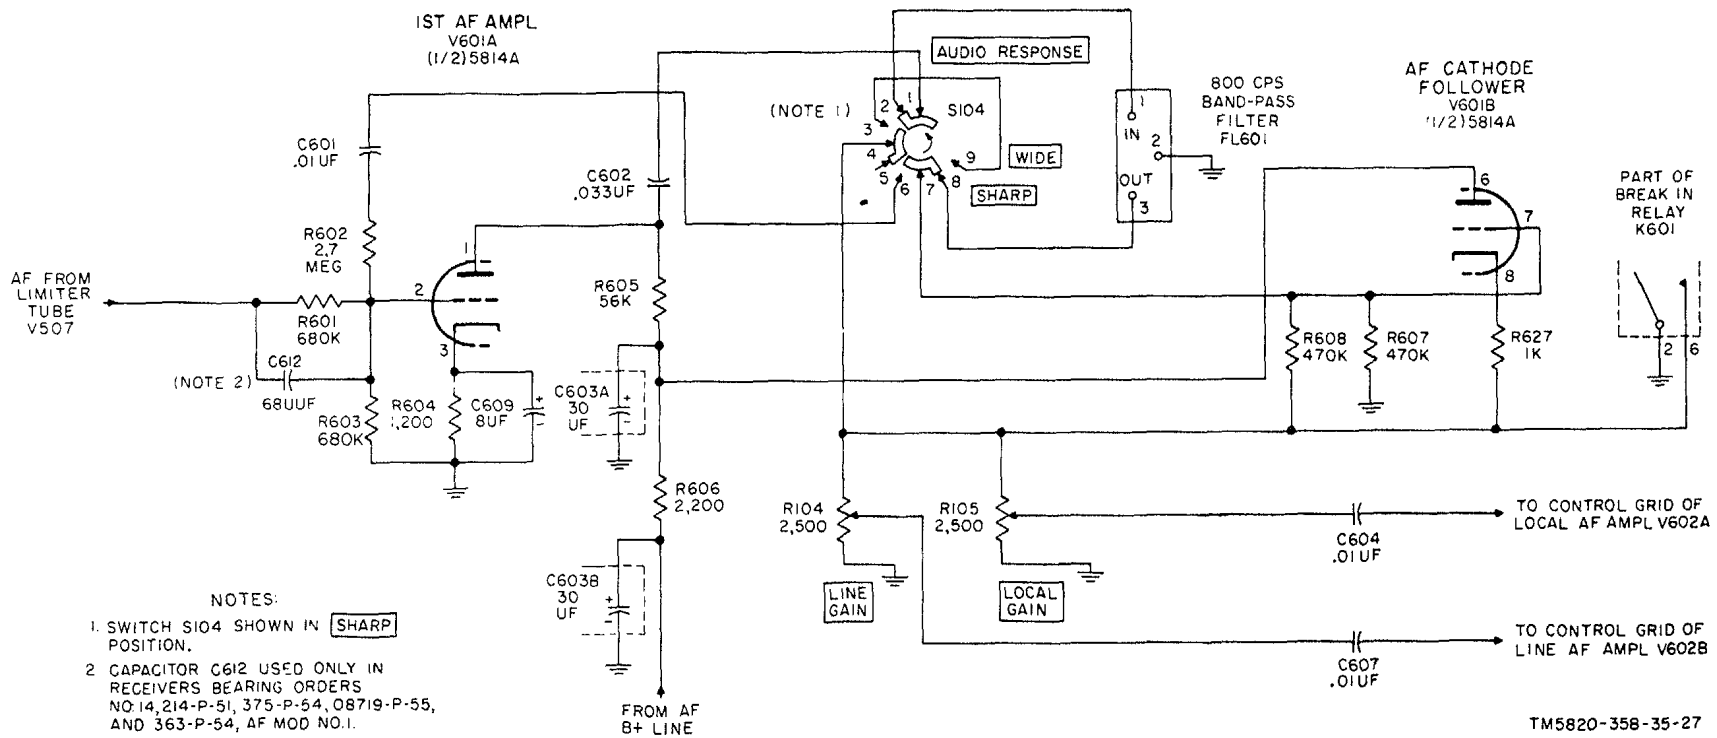 1ST AF AMPL
V601A
(1/2)5814A
AUDIO RESPONSE
(NOTE 1)
S104
1
2
3
4
5
6
7
8
9
WIDE
SHARP
1
IN
2
OUT
3
800 CPS
BAND-PASS
FILTER
FL601
AF CATHODE
FOLLOWER
V601B
(1/2)5814A
6
7
8
PART OF
BREAK IN
RELAY
K601
2
6
C601
.01UF
C602
.033UF
R602
2.7
MEG
AF FROM
LIMITER
TUBE
V507
R601
680K
1
2
3
R605
56K
C612
68UUF
(NOTE 2)
R603
680K
R604
1,200
C609
8UF
+
-
C603A
30
UF
+
-
R608
470K
R607
470K
R627
1K
R606
2,200
R104
2,500
R105
2,500
C604
.01UF
TO CONTROL GRID OF
LOCAL AF AMPL V602A
C603B
30
UF
+
-
LINE
GAIN
LOCAL
GAIN
C607
.01UF
TO CONTROL GRID OF
LINE AF AMPL V602B
FROM AF
B+ LINE
NOTES:
1. SWITCH S104 SHOWN IN SHARP
POSITION.
2 CAPACITOR C612 USED ONLY IN
RECEIVERS BEARING ORDERS
NO. 14,214-P-51, 375-P-54, 08719-P-55,
AND 363-P-54, AF MOD NO.1.
TM5820-358-35-27